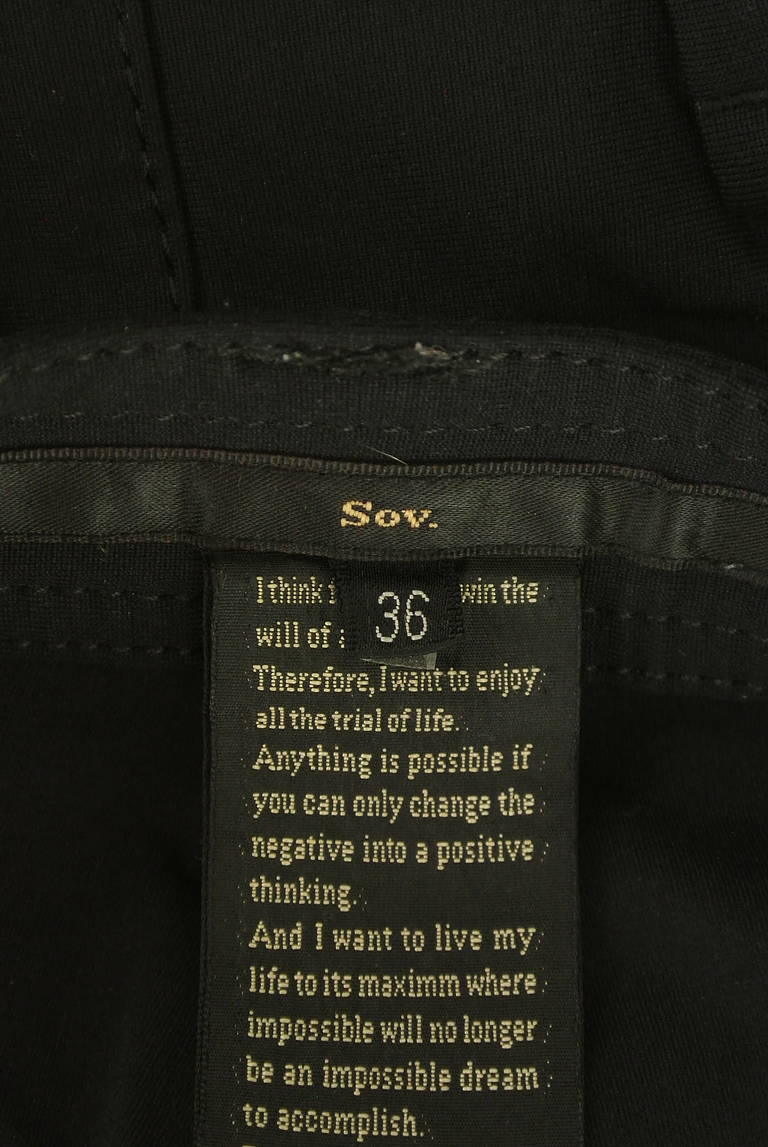 Sov.
36
I think win the
will of
Therefore, I want to enjoy
all the trial of life.
Anything is possible if
you can only change the
negative into a positive
thinking.
And I want to live my
life to its maximm where
impossible will no longer
be an impossible dream
to accomplish.